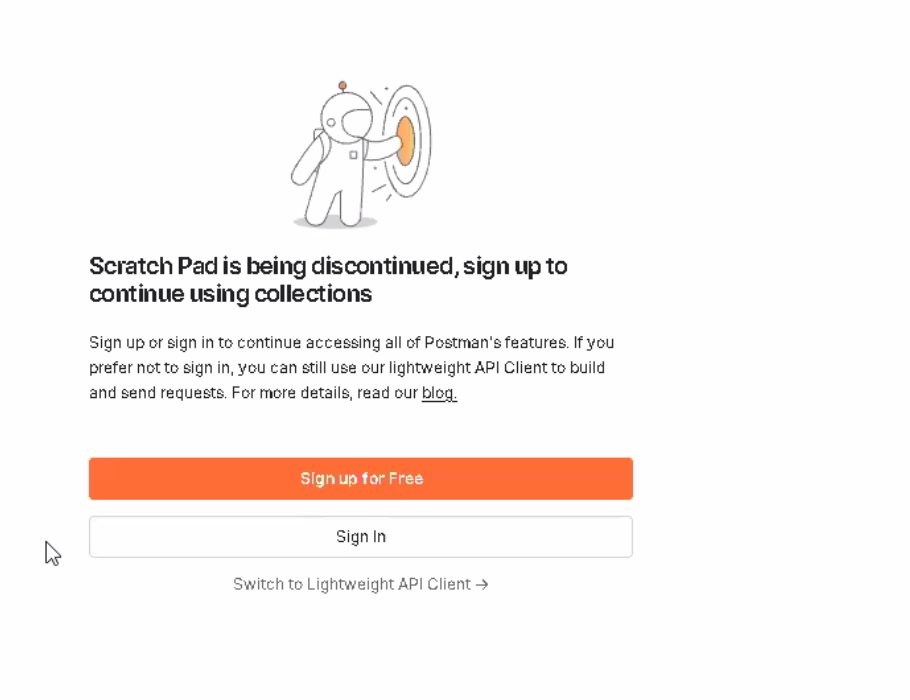 Scratch Pad is being discontinued, sign up to
continue using collections
Sign up or sign in to continue accessing all of Postman's features. If you
prefer not to sign in, you can still use our lightweight API Client to build
and send requests. For more details, read our blog.
Sign up for Free
Sign In
Switch to Lightweight API Client →